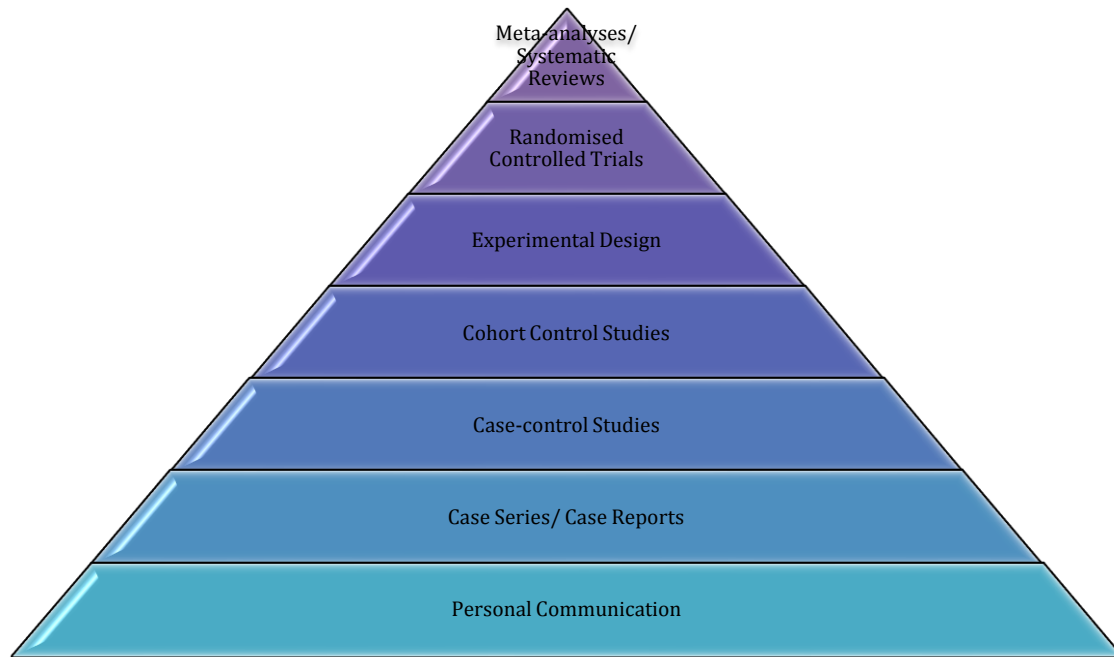 Meta-analyses/
Systematic
Reviews
Randomised
Controlled Trials
Experimental Design
Cohort Control Studies
Case-control Studies
Case Series/ Case Reports
Personal Communication